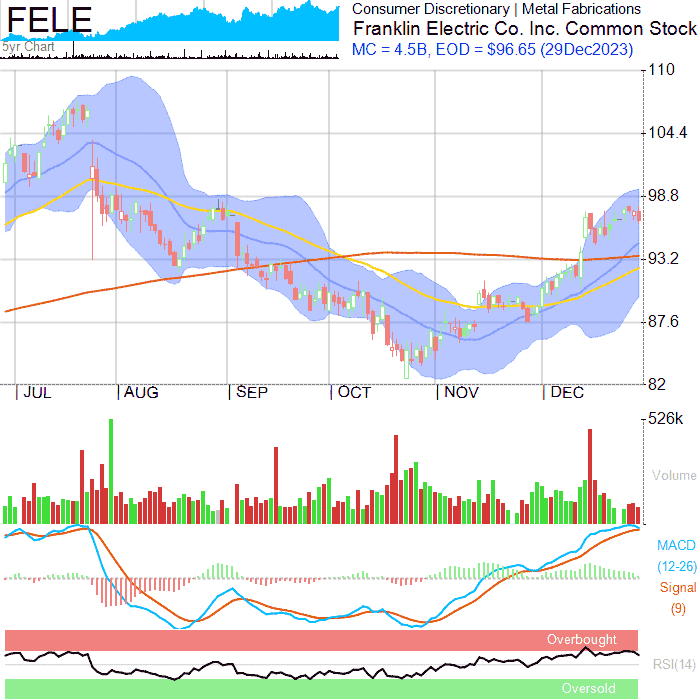 FELE
5yr Chart
Consumer Discretionary | Metal Fabrications
Franklin Electric Co. Inc. Common Stock
MC = 4.5B, EOD = $96.65 (29Dec2023)
110
104.4
98.8
93.2
87.6
82
JUL AUG SEP OCT NOV DEC
526k
Volume
MACD
(12-26)
Signal
(9)
Overbought
RSI(14)
Oversold